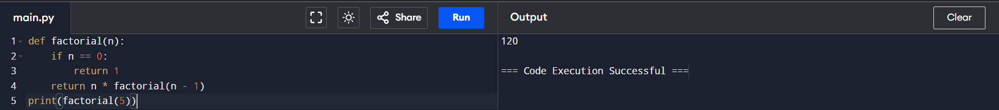 main.py
Share
Run
Output
Clear
1 def factorial(n):
2     if n == 0:
3         return 1
4     return n * factorial(n - 1)
5 print(factorial(5))
120
=== Code Execution Successful ===